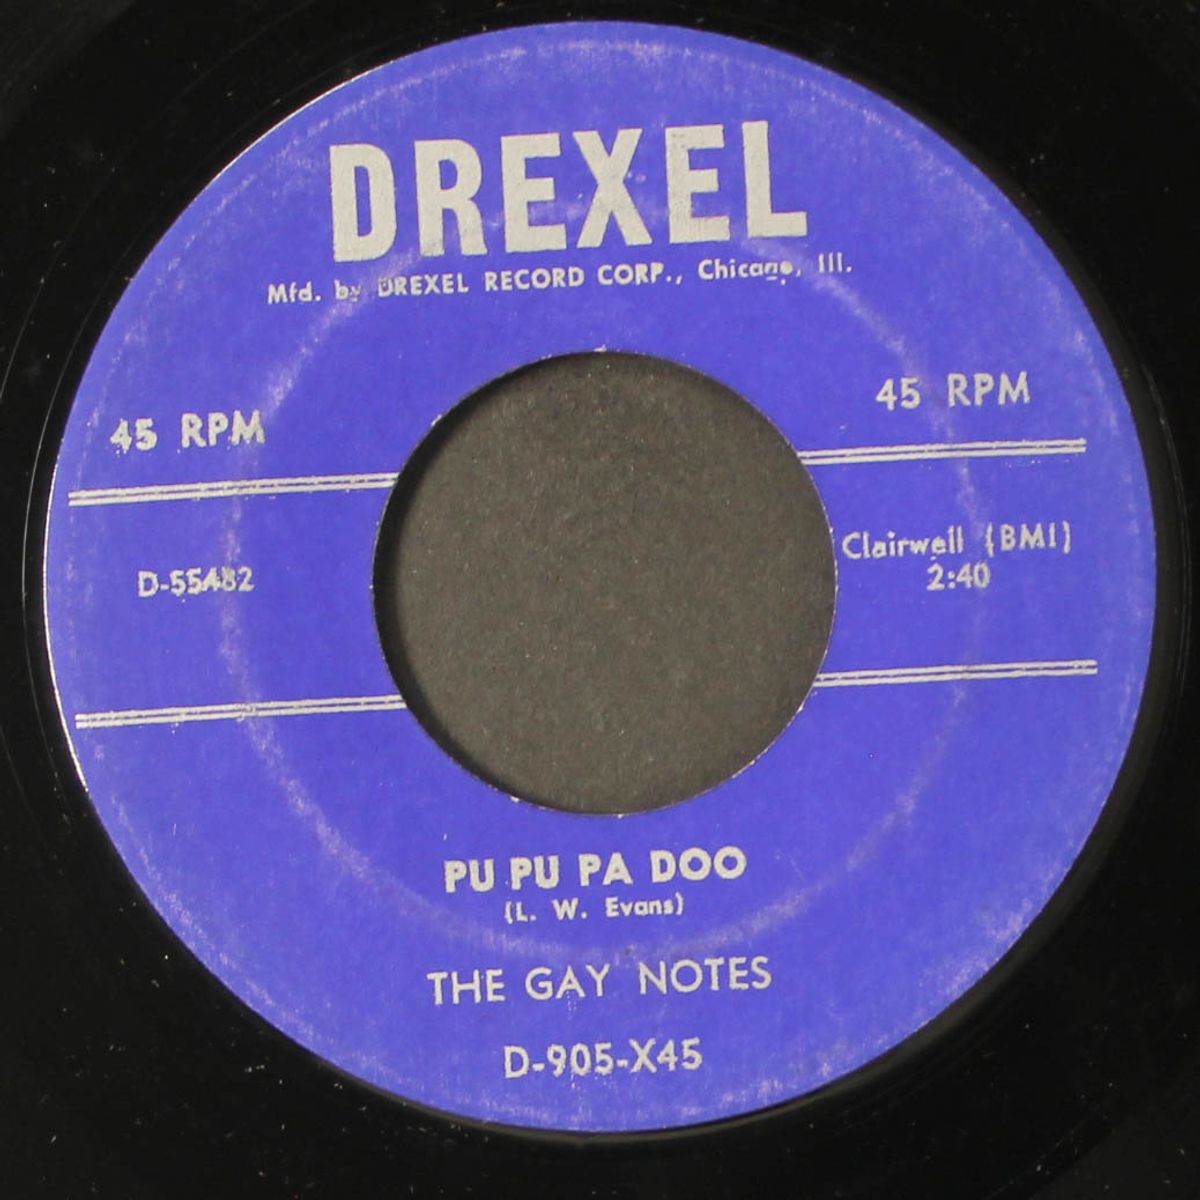 DREXEL
Mfd. by DREXEL RECORD CORP., Chicago, Ill.
45 RPM
45 RPM
D-55482
Clairwell (BMI)
2:40
PU PU PA DOO
(L. W. Evans)
THE GAY NOTES
D-905-X45